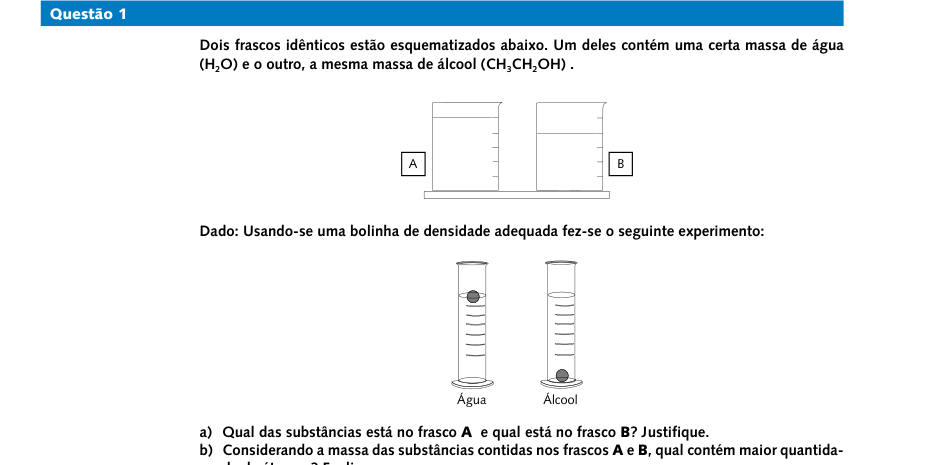 Questão 1
Dois frascos idênticos estão esquematizados abaixo. Um deles contém uma certa massa de água
(H₂O) e o outro, a mesma massa de álcool (CH₃CH₂OH) .
A
B
Dado: Usando-se uma bolinha de densidade adequada fez-se o seguinte experimento:
Água
Álcool
a) Qual das substâncias está no frasco A e qual está no frasco B? Justifique.
b) Considerando a massa das substâncias contidas nos frascos A e B, qual contém maior quantida-